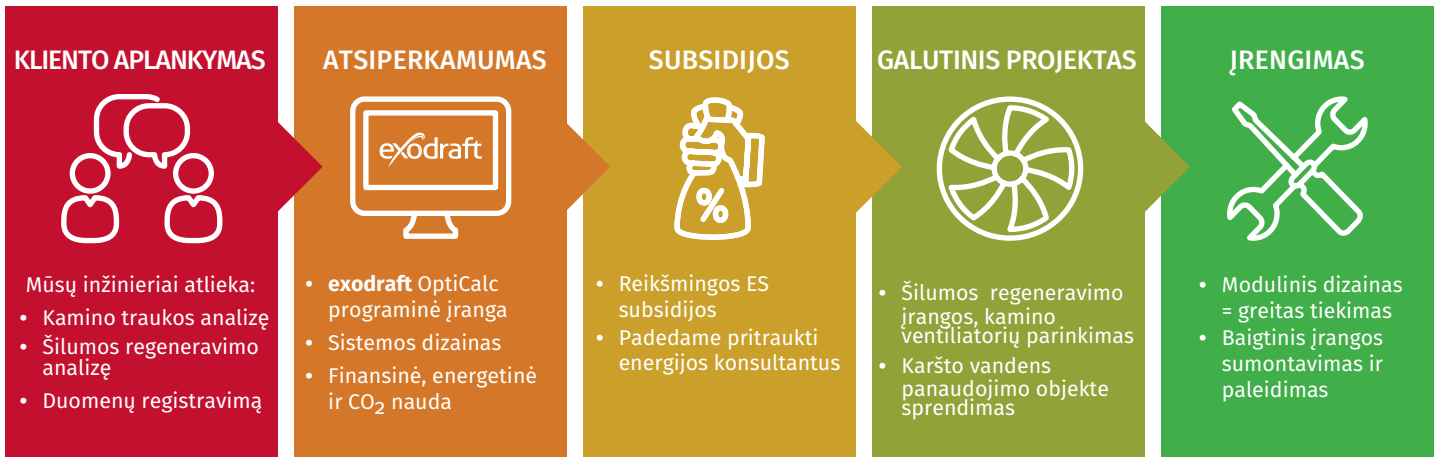 KLIENTO APLANKYMAS
Mūsų inžinieriai atlieka:
• Kamino traukos analizę
• Šilumos regeneravimo
analizę
• Duomenų registravimą
ATSIPERKAMUMAS
exodraft
• exodraft OptiCalc
programinė įranga
• Sistemos dizainas
• Finansinė, energetinė
ir CO₂ nauda
SUBSIDIJOS
%
• Reikšmingos ES
subsidijos
• Padedame pritraukti
energijos konsultantus
GALUTINIS PROJEKTAS
• Šilumos regeneravimo
įrangos, kamino
ventiliatorių parinkimas
• Karšto vandens
panaudojimo objekte
sprendimas
ĮRENGIMAS
• Modulinis dizainas
= greitas tiekimas
• Baigtinis įrangos
sumontavimas ir
paleidimas